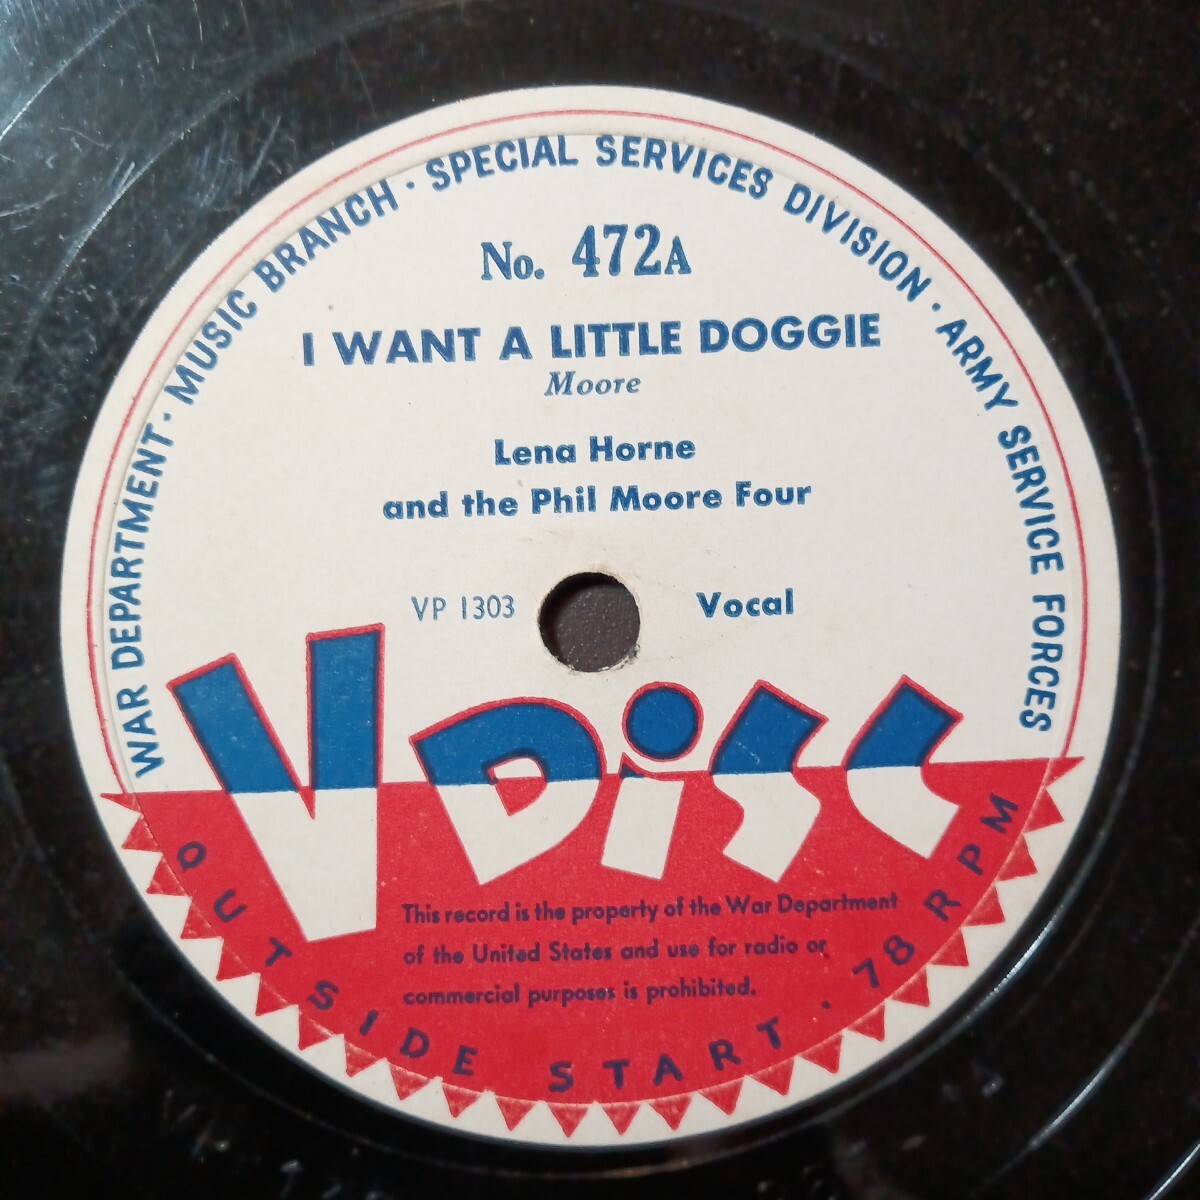 WAR DEPARTMENT · MUSIC BRANCH · SPECIAL SERVICES DIVISION · ARMY SERVICE FORCES
No. 472A
I WANT A LITTLE DOGGIE
Moore
Lena Horne
and the Phil Moore Four
VP 1303 Vocal
V DiSC
This record is the property of the War Department
of the United States and use for radio or
commercial purposes is prohibited.
OUTSIDE START · 78 RPM